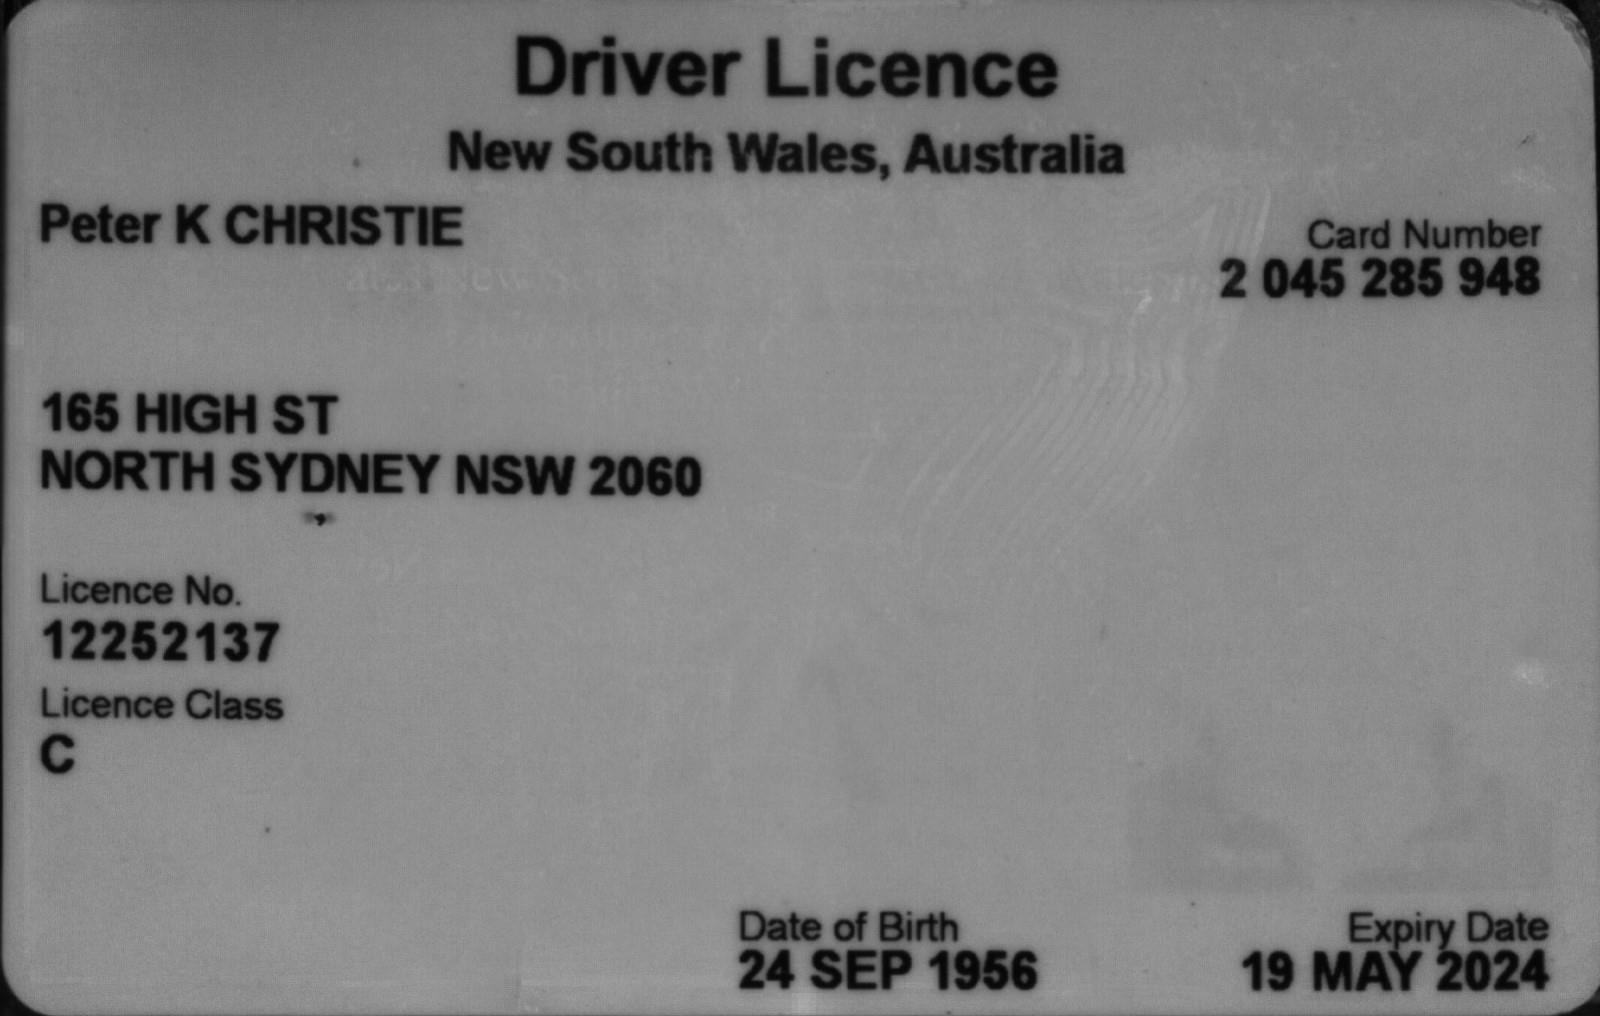 Driver Licence
New South Wales, Australia
Peter K CHRISTIE
Card Number
2 045 285 948
165 HIGH ST
NORTH SYDNEY NSW 2060
Licence No.
12252137
Licence Class
C
Date of Birth
24 SEP 1956
Expiry Date
19 MAY 2024